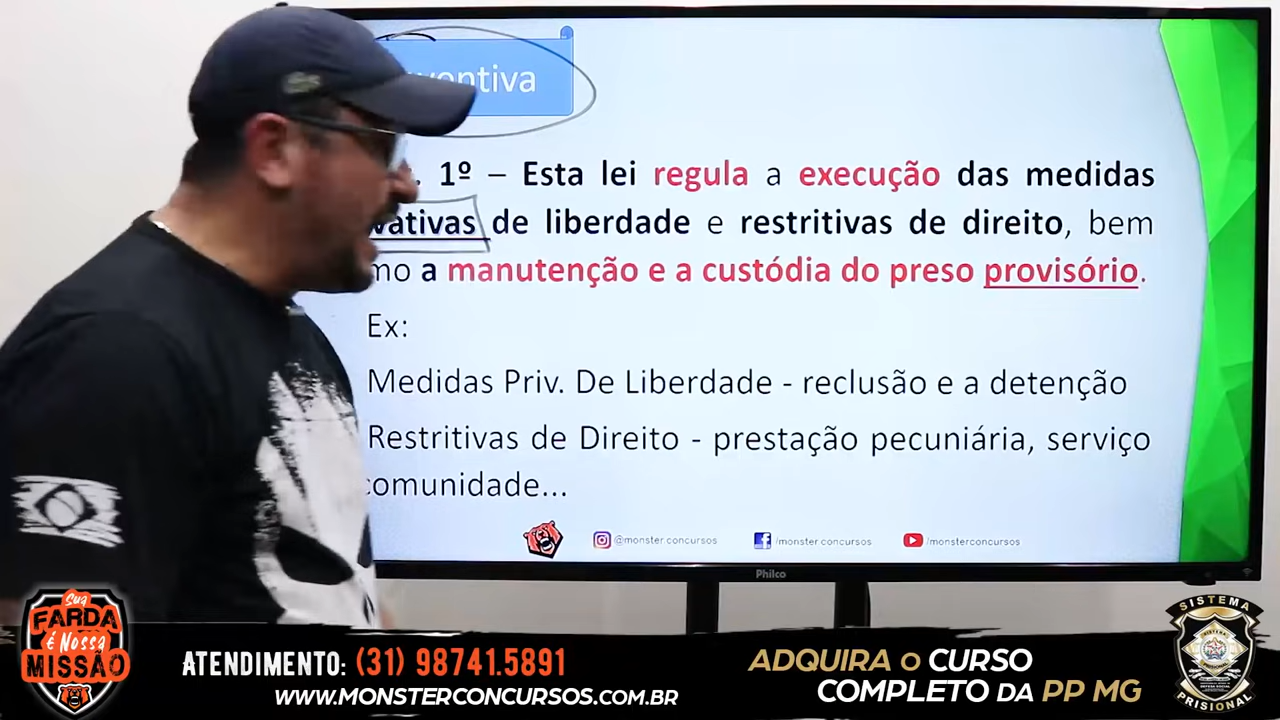 1º – Esta lei regula a execução das medidas
de liberdade e restritivas de direito, bem
a manutenção e a custódia do preso provisório.
Ex:
Medidas Priv. De Liberdade - reclusão e a detenção
Restritivas de Direito - prestação pecuniária, serviço
comunidade...
@monster.concursos
/monster.concursos
/monsterconcursos
Philco
Sua
FARDA
é Nossa
MISSÃO
ATENDIMENTO: (31) 98741.5891
WWW.MONSTERCONCURSOS.COM.BR
ADQUIRA O CURSO
COMPLETO DA PP MG
SISTEMA
PRISIONAL